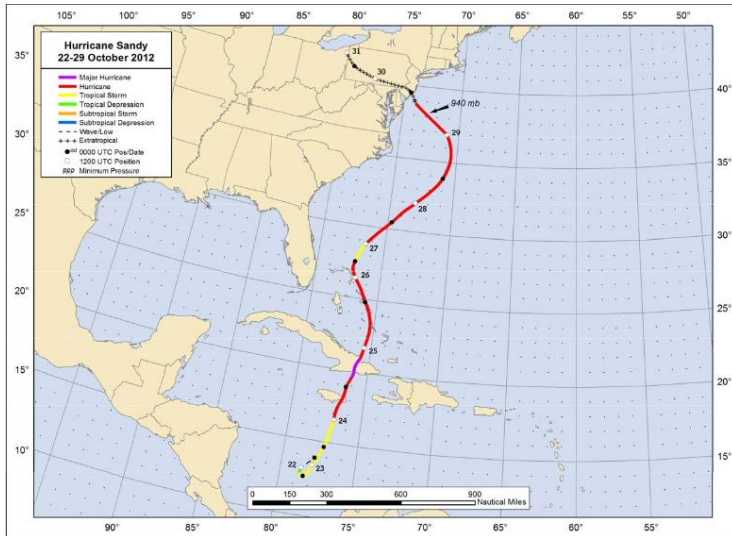 105° 100° 95° 90° 85° 80° 75° 70° 65° 60° 55° 50° 45° 40°
Hurricane Sandy
22-29 October 2012
Major Hurricane
Hurricane
Tropical Storm
Tropical Depression
Subtropical Storm
Subtropical Depression
Wave/Low
Extratropical
0000 UTC Pos/Date
1200 UTC Position
PPP Minimum Pressure
35°
30°
25°
20°
15°
10°
31
30
940 mb
29
28
27
26
25
24
23
22
40°
35°
30°
25°
20°
15°
0 150 300 600 900
Nautical Miles
90° 85° 80° 75° 70° 65° 60° 55°